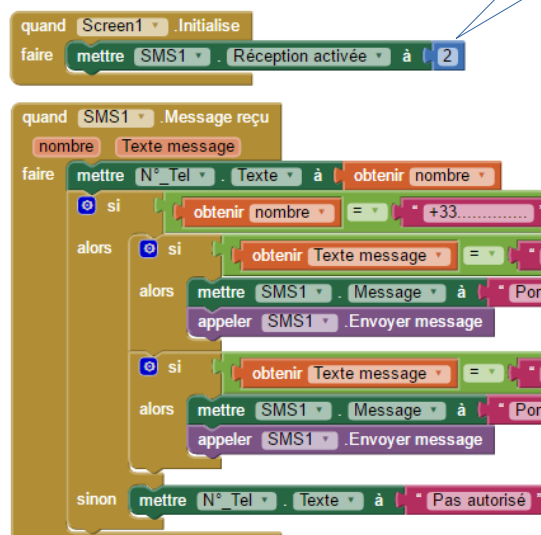 quand Screen1 .Initialise
faire mettre SMS1 . Réception activée à 2
quand SMS1 .Message reçu
nombre Texte message
faire mettre N°_Tel . Texte à obtenir nombre
si obtenir nombre = " +33.............. "
alors si obtenir Texte message = "
alors mettre SMS1 . Message à " Por
appeler SMS1 .Envoyer message
si obtenir Texte message = "
alors mettre SMS1 . Message à " Por
appeler SMS1 .Envoyer message
sinon mettre N°_Tel . Texte à " Pas autorisé "